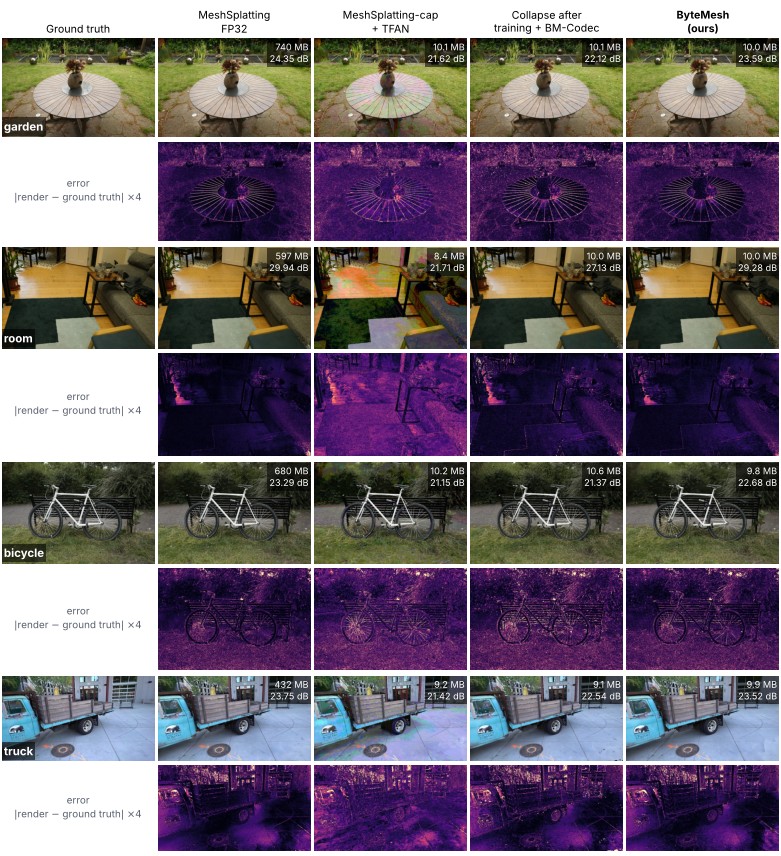 Ground truth
MeshSplatting
FP32
MeshSplatting-cap
+ TFAN
Collapse after
training + BM-Codec
ByteMesh
(ours)
740 MB
24.35 dB
10.1 MB
21.62 dB
10.1 MB
22.12 dB
10.0 MB
23.59 dB
garden
error
|render − ground truth| ×4
597 MB
29.94 dB
8.4 MB
21.71 dB
10.0 MB
27.13 dB
10.0 MB
29.28 dB
room
error
|render − ground truth| ×4
680 MB
23.29 dB
10.2 MB
21.15 dB
10.6 MB
21.37 dB
9.8 MB
22.68 dB
bicycle
error
|render − ground truth| ×4
432 MB
23.75 dB
9.2 MB
21.42 dB
9.1 MB
22.54 dB
9.9 MB
23.52 dB
truck
error
|render − ground truth| ×4